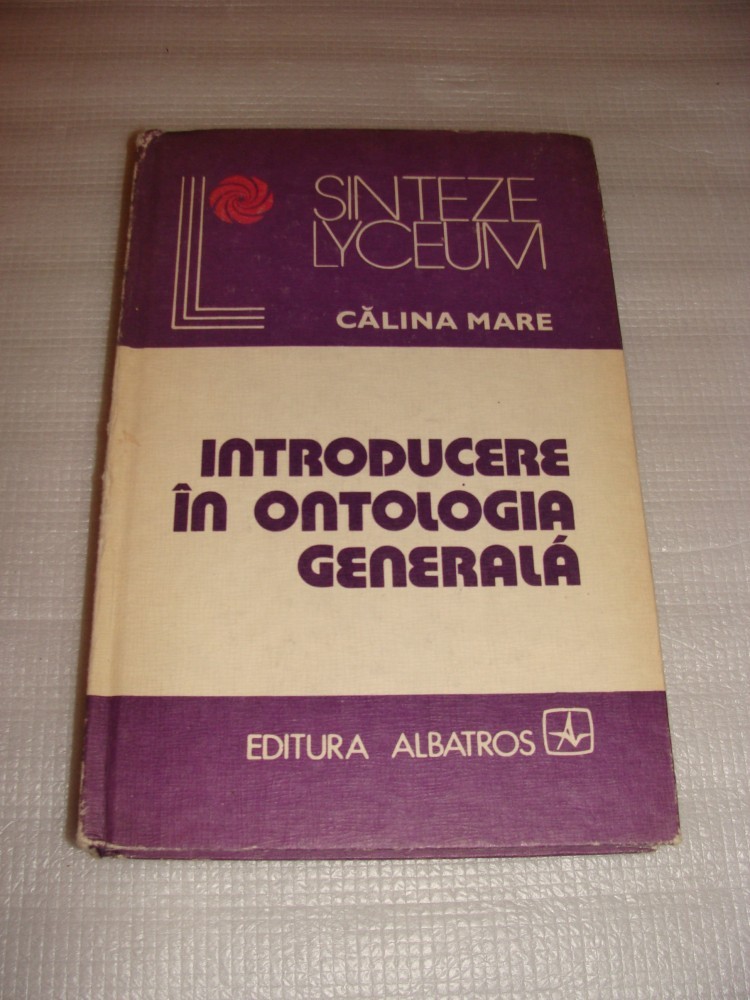 SINTEZE
LYCEUM
CĂLINA MARE
INTRODUCERE
ÎN ONTOLOGIA
GENERALĂ
EDITURA ALBATROS